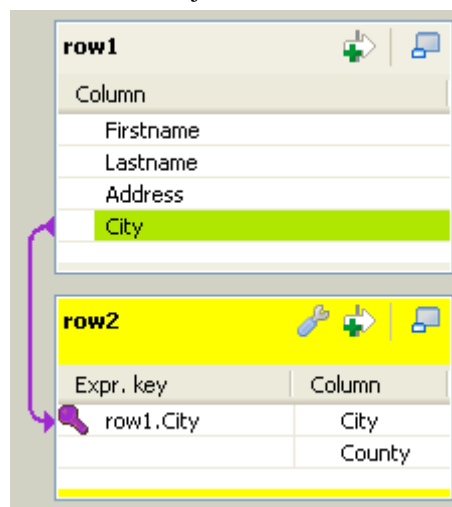 row1
Column
Firstname
Lastname
Address
City
row2
Expr. key Column
row1.City City
County